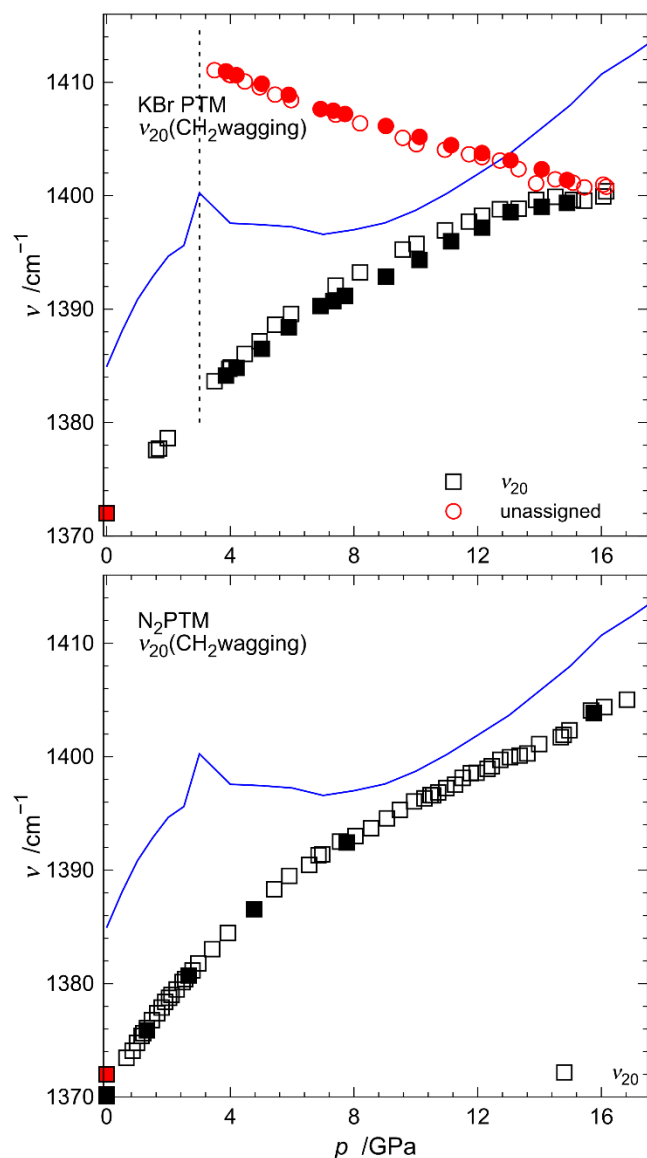 1410
1400
1390
1380
1370
ν /cm⁻¹
KBr PTM
ν₂₀(CH₂wagging)
ν₂₀
unassigned
0 4 8 12 16
1410
1400
1390
1380
1370
ν /cm⁻¹
N₂PTM
ν₂₀(CH₂wagging)
ν₂₀
0 4 8 12 16
p /GPa